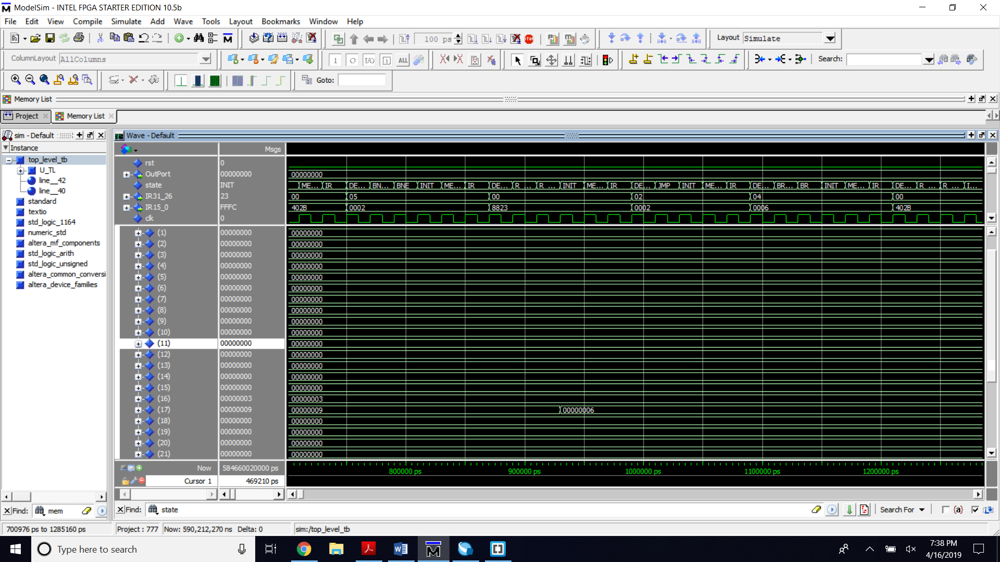 ModelSim - INTEL FPGA STARTER EDITION 10.5b
File Edit View Compile Simulate Add Wave Tools Layout Bookmarks Window Help
100 ps
Layout Simulate
ColumnLayout AllColumns
Search:
Goto:
Memory List
Project Memory List
sim - Default
Instance
top_level_tb
U_TL
line__42
line__40
standard
textio
std_logic_1164
numeric_std
altera_mf_components
std_logic_arith
std_logic_unsigned
altera_common_conversi
altera_device_families
Find: mem
Wave - Default
Msgs
rst 0
OutPort 00000000 00000000
state INIT ME... IR DE... BN... BNE INIT ME... IR DE... R ... R ... INIT ME... IR DE... JMP INIT ME... IR DE... BR... BR INIT ME... IR DE... R ... R ... I...
IR31_26 23 00 05 00 02 04 00
IR15_0 FFFC 402B 0002 8823 0002 0006 402B
clk 0
(1) 00000000 00000000
(2) 00000000 00000000
(3) 00000000 00000000
(4) 00000000 00000000
(5) 00000000 00000000
(6) 00000000 00000000
(7) 00000000 00000000
(8) 00000000 00000000
(9) 00000000 00000000
(10) 00000000 00000000
(11) 00000000 00000000
(12) 00000000 00000000
(13) 00000000 00000000
(14) 00000000 00000000
(15) 00000000 00000000
(16) 00000003 00000003
(17) 00000009 00000009 00000006
(18) 00000000 00000000
(19) 00000000 00000000
(20) 00000000 00000000
(21) 00000000 00000000
Now 584660020000 ps 800000 ps 900000 ps 1000000 ps 1100000 ps 1200000 ps
Cursor 1 469210 ps
Find: state Search For
700976 ps to 1285160 ps Project : 777 Now: 590,212,270 ns Delta: 0 sim:/top_level_tb
Type here to search
7:38 PM
4/16/2019